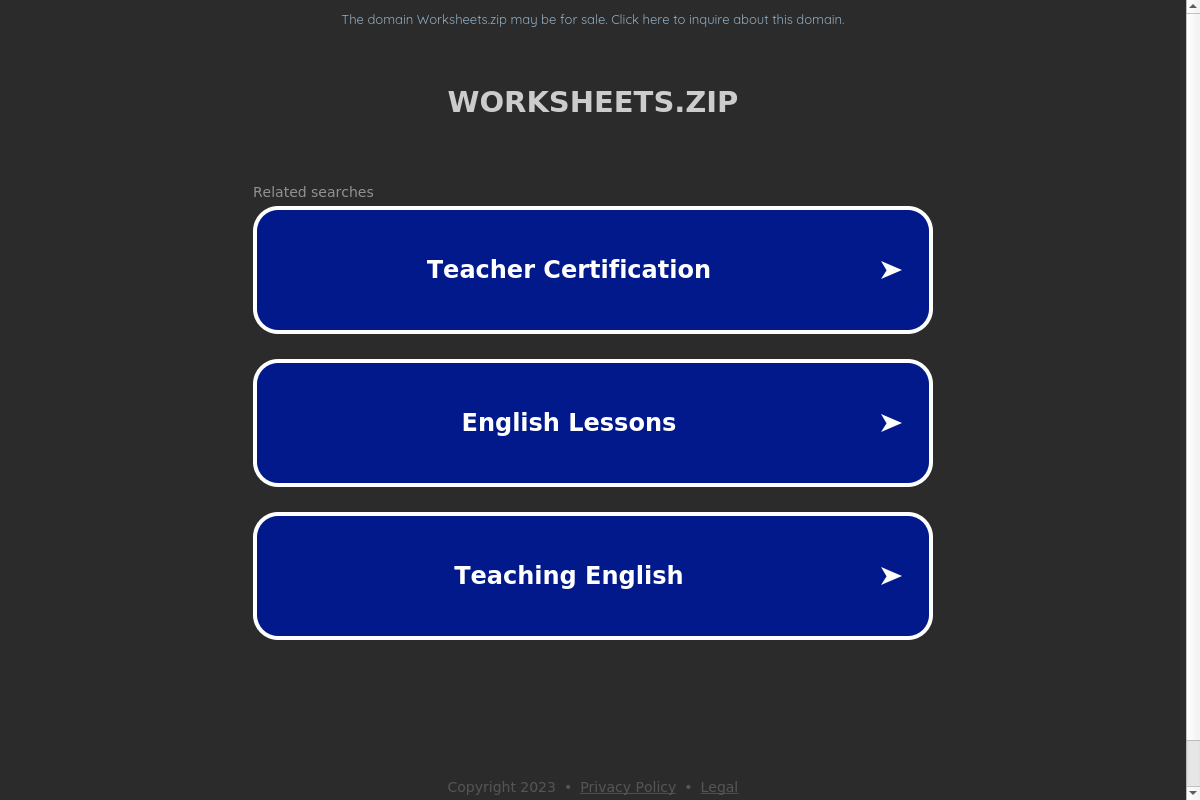 The domain Worksheets.zip may be for sale. Click here to inquire about this domain.
WORKSHEETS.ZIP
Related searches
Teacher Certification
English Lessons
Teaching English
Copyright 2023 • Privacy Policy • Legal